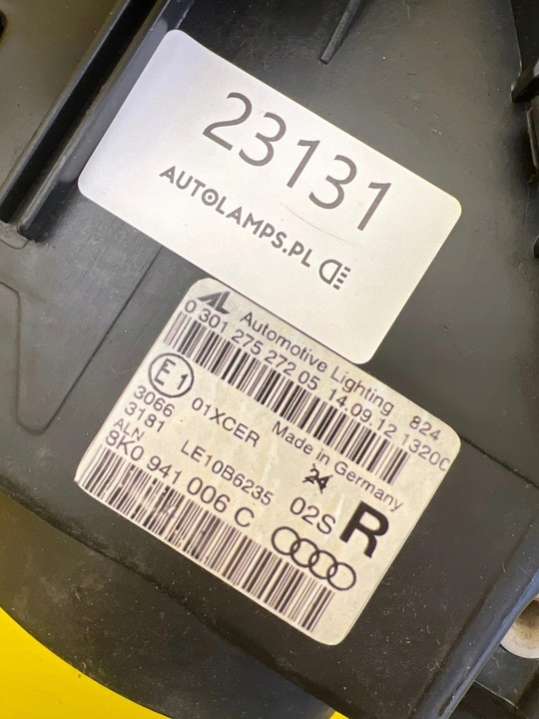 23131
AUTOLAMPS.PL
AL Automotive Lighting 824
0 301 275 272 05 14.09.12 1320C
E1 01XCER Made in Germany
3066
3181 LE10B6235 24 02S R
ALN
8K0 941 006 C